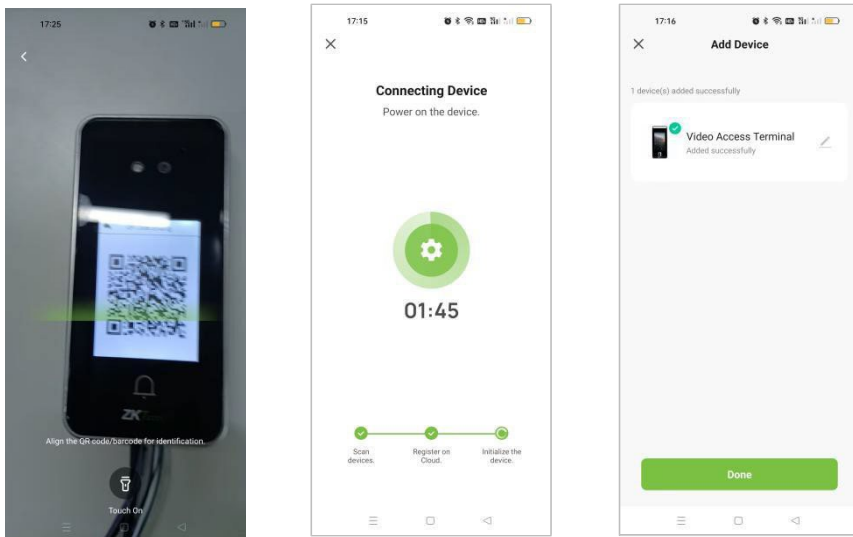 17:25
Align the QR code/barcode for identification.
ZK
Touch On
17:15
Connecting Device
Power on the device.
01:45
Scan devices.
Register on Cloud.
Initialize the device.
17:16
Add Device
1 device(s) added successfully
Video Access Terminal
Added successfully
Done